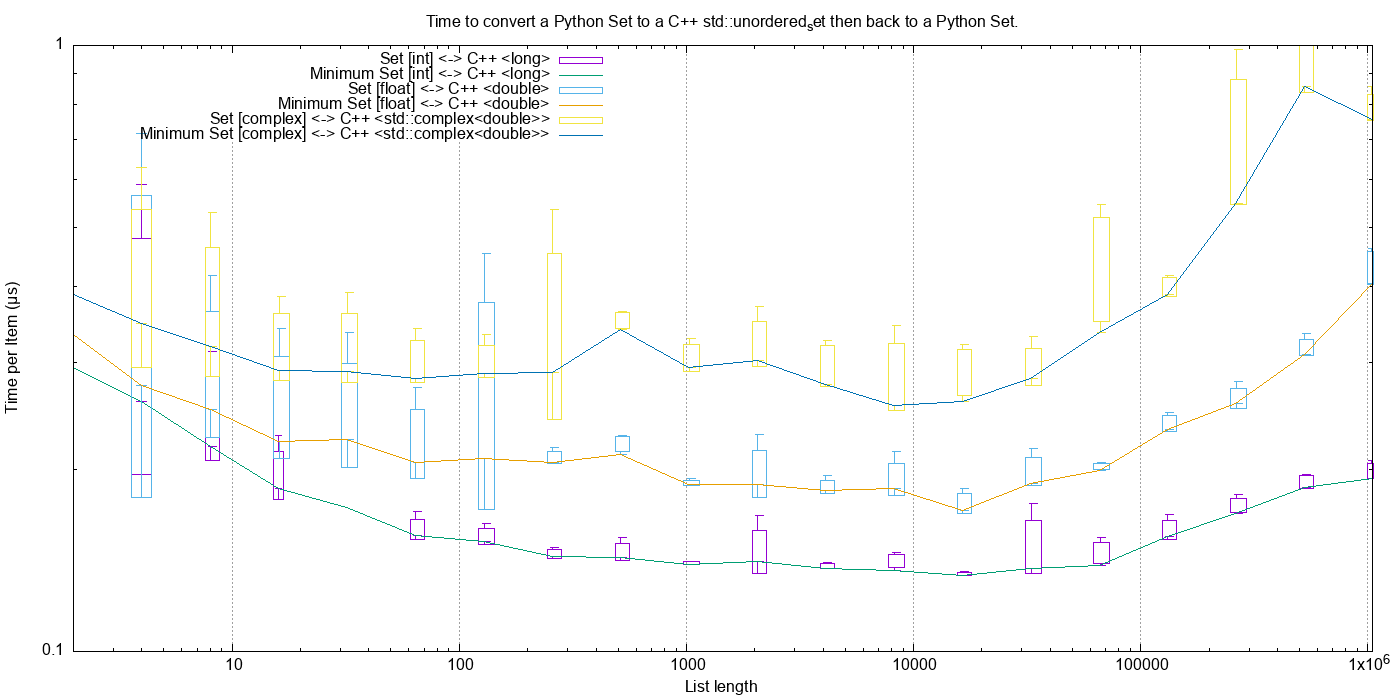 Time to convert a Python Set to a C++ std::unordered_set then back to a Python Set.
1
Set [int] <-> C++ <long>
Minimum Set [int] <-> C++ <long>
Set [float] <-> C++ <double>
Minimum Set [float] <-> C++ <double>
Set [complex] <-> C++ <std::complex<double>>
Minimum Set [complex] <-> C++ <std::complex<double>>
Time per Item (µs)
0.1
10 100 1000 10000 100000 1x10⁶
List length